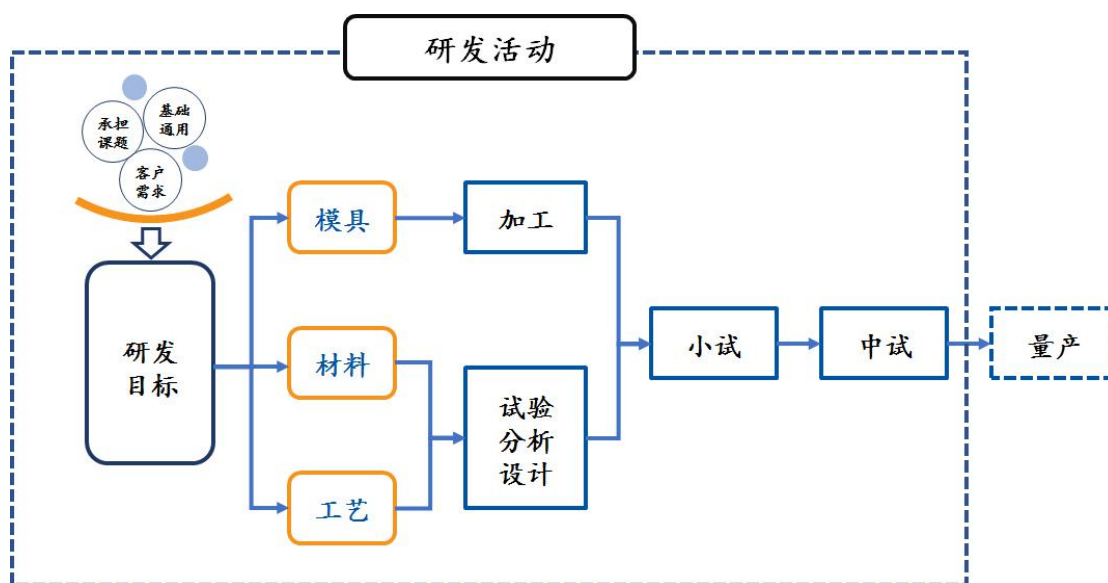 研发活动
承担
课题
基础
通用
客户
需求
研发
目标
模具
加工
材料
工艺
试验
分析
设计
小试
中试
量产